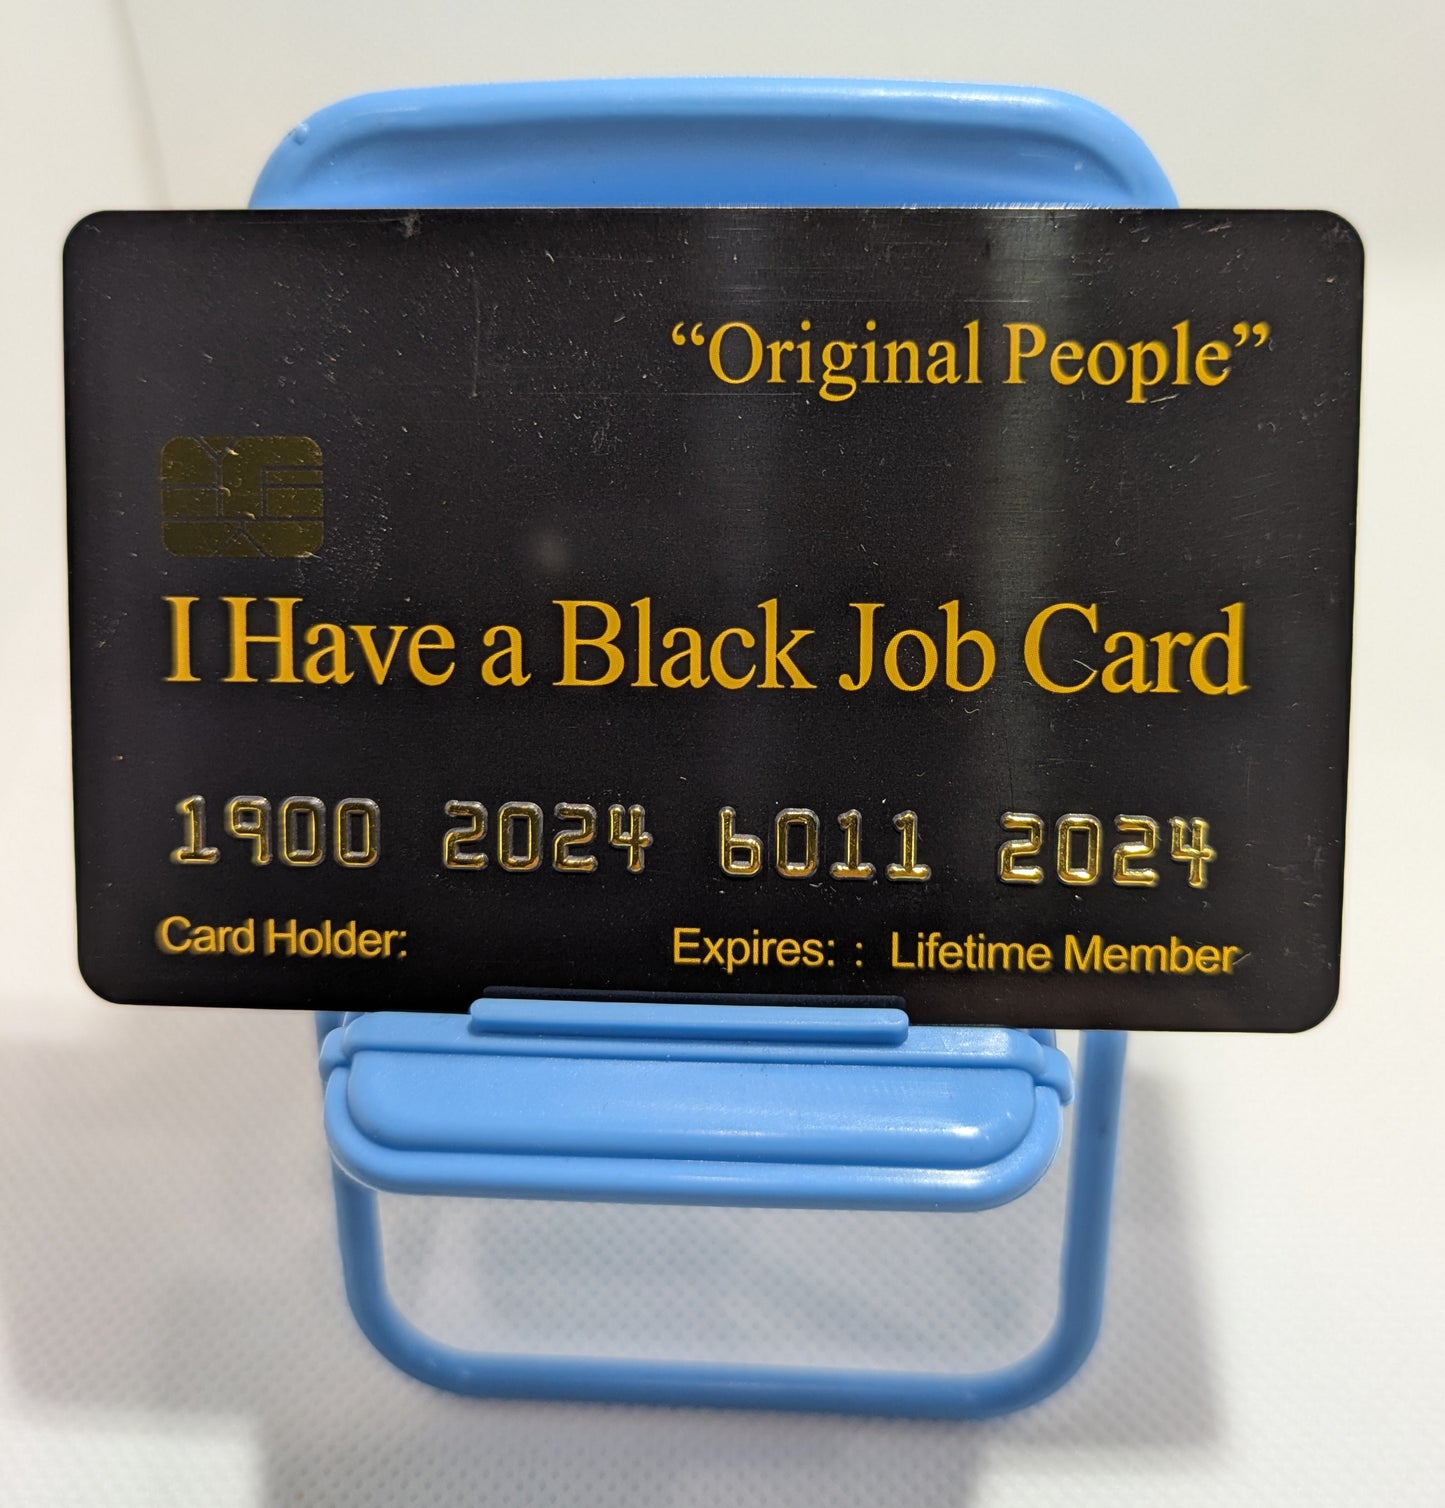 “Original People”
I Have a Black Job Card
1900 2024 6011 2024
Card Holder:
Expires: : Lifetime Member